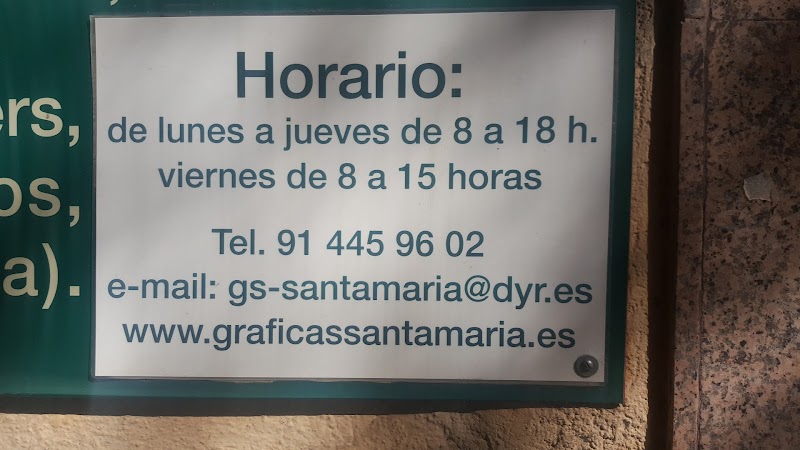 Horario:
de lunes a jueves de 8 a 18 h.
viernes de 8 a 15 horas
Tel. 91 445 96 02
e-mail: gs-santamaria@dyr.es
www.graficassantamaria.es